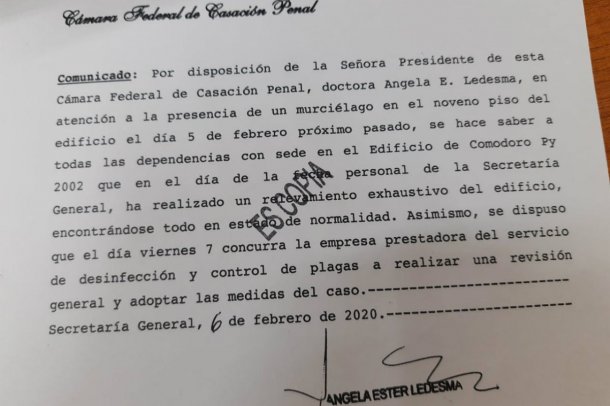 Cámara Federal de Casación Penal
Comunicado: Por disposición de la Señora Presidente de esta
Cámara Federal de Casación Penal, doctora Angela E. Ledesma, en
atención a la presencia de un murciélago en el noveno piso del
edificio el día 5 de febrero próximo pasado, se hace saber a
todas las dependencias con sede en el Edificio de Comodoro Py
2002 que en el día de la fecha personal de la Secretaría
General, ha realizado un relevamiento exhaustivo del edificio,
encontrándose todo en estado de normalidad. Asimismo, se dispuso
que el día viernes 7 concurra la empresa prestadora del servicio
de desinfección y control de plagas a realizar una revisión
general y adoptar las medidas del caso.-------------------------
Secretaría General, 6 de febrero de 2020.-----------------------
ES COPIA
ANGELA ESTER LEDESMA